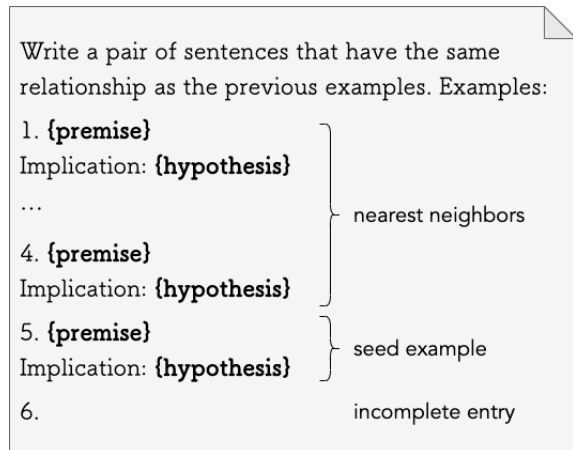 Write a pair of sentences that have the same
relationship as the previous examples. Examples:
1. {premise}
Implication: {hypothesis}
...
nearest neighbors
4. {premise}
Implication: {hypothesis}
5. {premise}
seed example
Implication: {hypothesis}
6.
incomplete entry